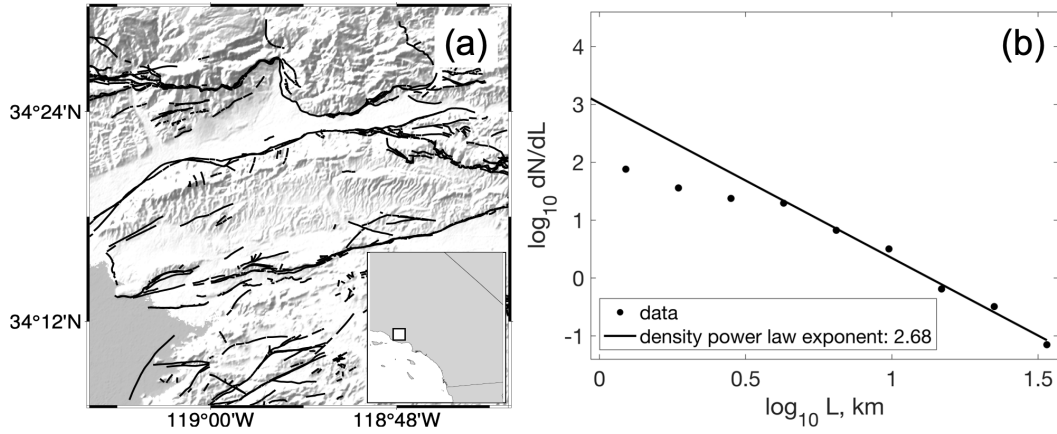 (a)
34°24'N
34°12'N
119°00'W
118°48'W
(b)
log10 dN/dL
4
3
2
1
0
-1
data
density power law exponent: 2.68
0
0.5
1
1.5
log10 L, km